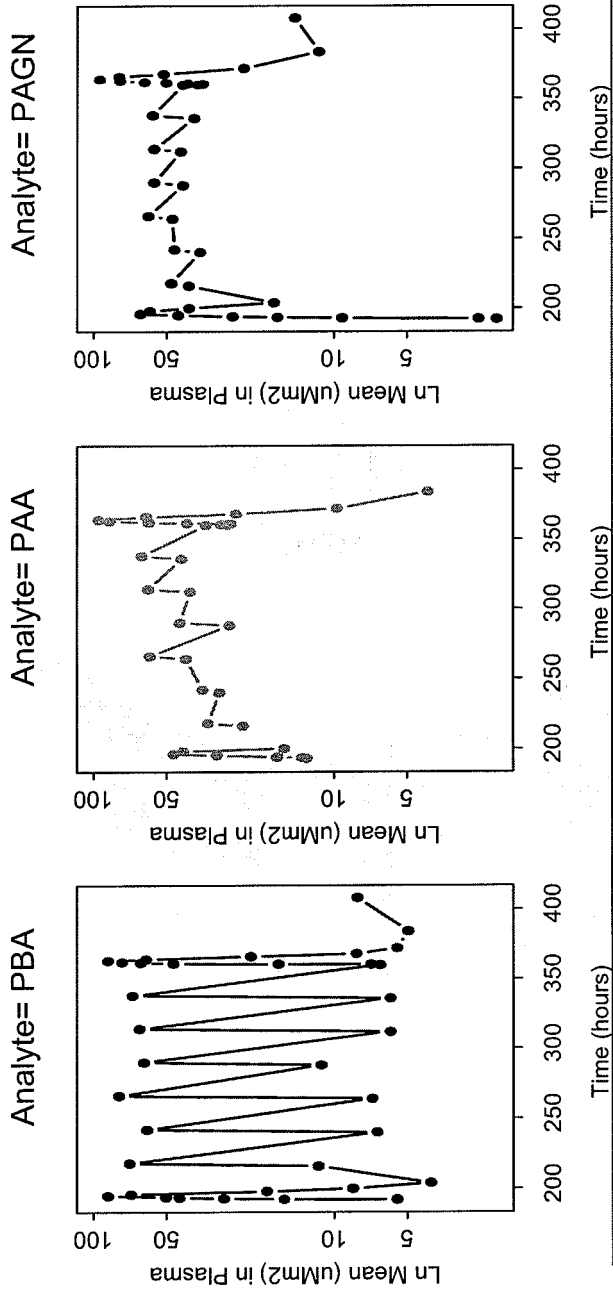 Analyte= PBA
Ln Mean (uMm2) in Plasma
100
50
10
5
200 250 300 350 400
Time (hours)
Analyte= PAA
Ln Mean (uMm2) in Plasma
100
50
10
5
200 250 300 350 400
Time (hours)
Analyte= PAGN
Ln Mean (uMm2) in Plasma
100
50
10
5
200 250 300 350 400
Time (hours)